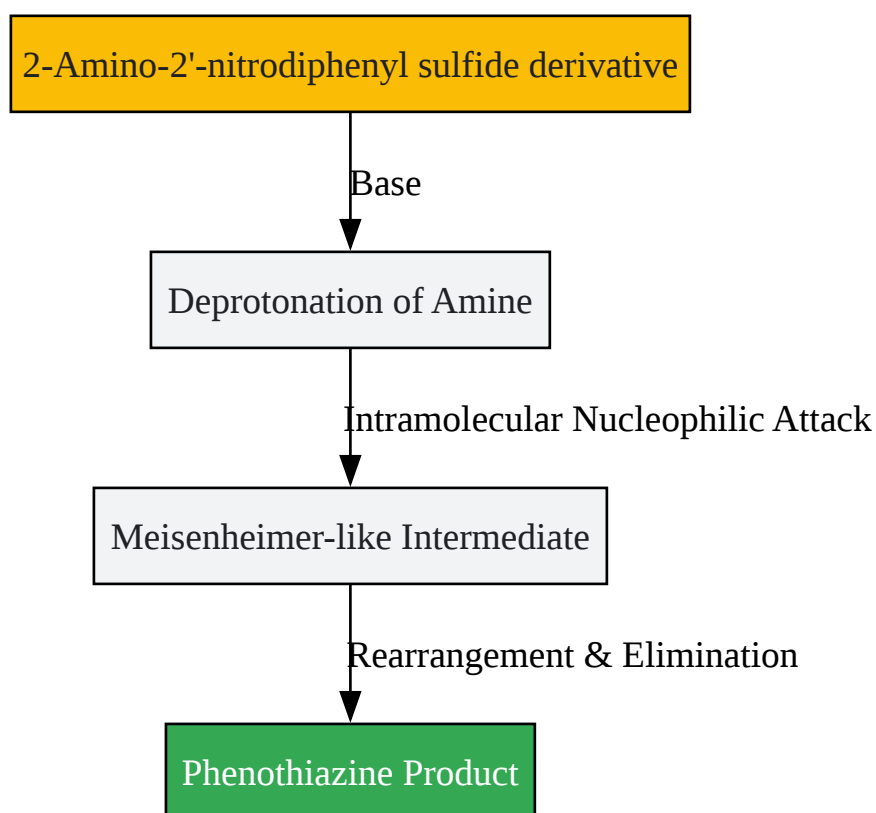 2-Amino-2'-nitrodiphenyl sulfide derivative
Base
Deprotonation of Amine
Intramolecular Nucleophilic Attack
Meisenheimer-like Intermediate
Rearrangement & Elimination
Phenothiazine Product